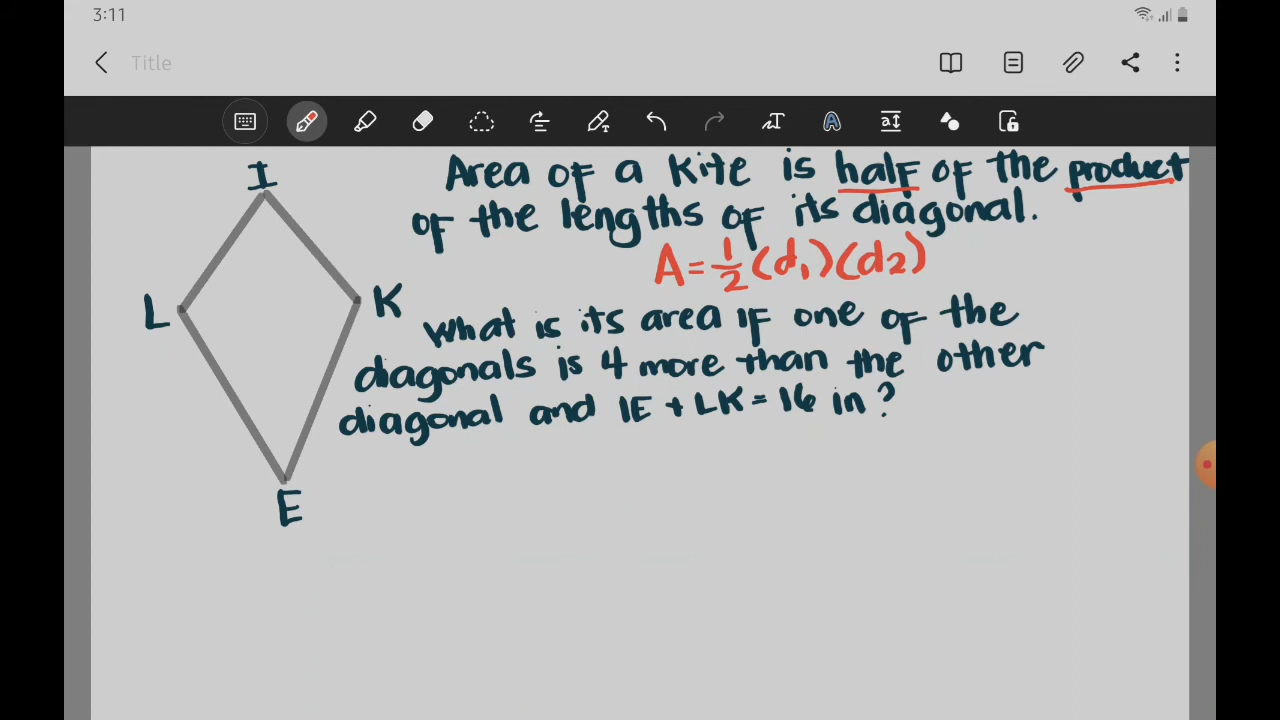 3:11
Title
I
Area of a kite is half of the product
of the lengths of its diagonal.
A = 1/2 (d1)(d2)
L
K
What is its area if one of the
diagonals is 4 more than the other
diagonal and IE + LK = 16 in?
E